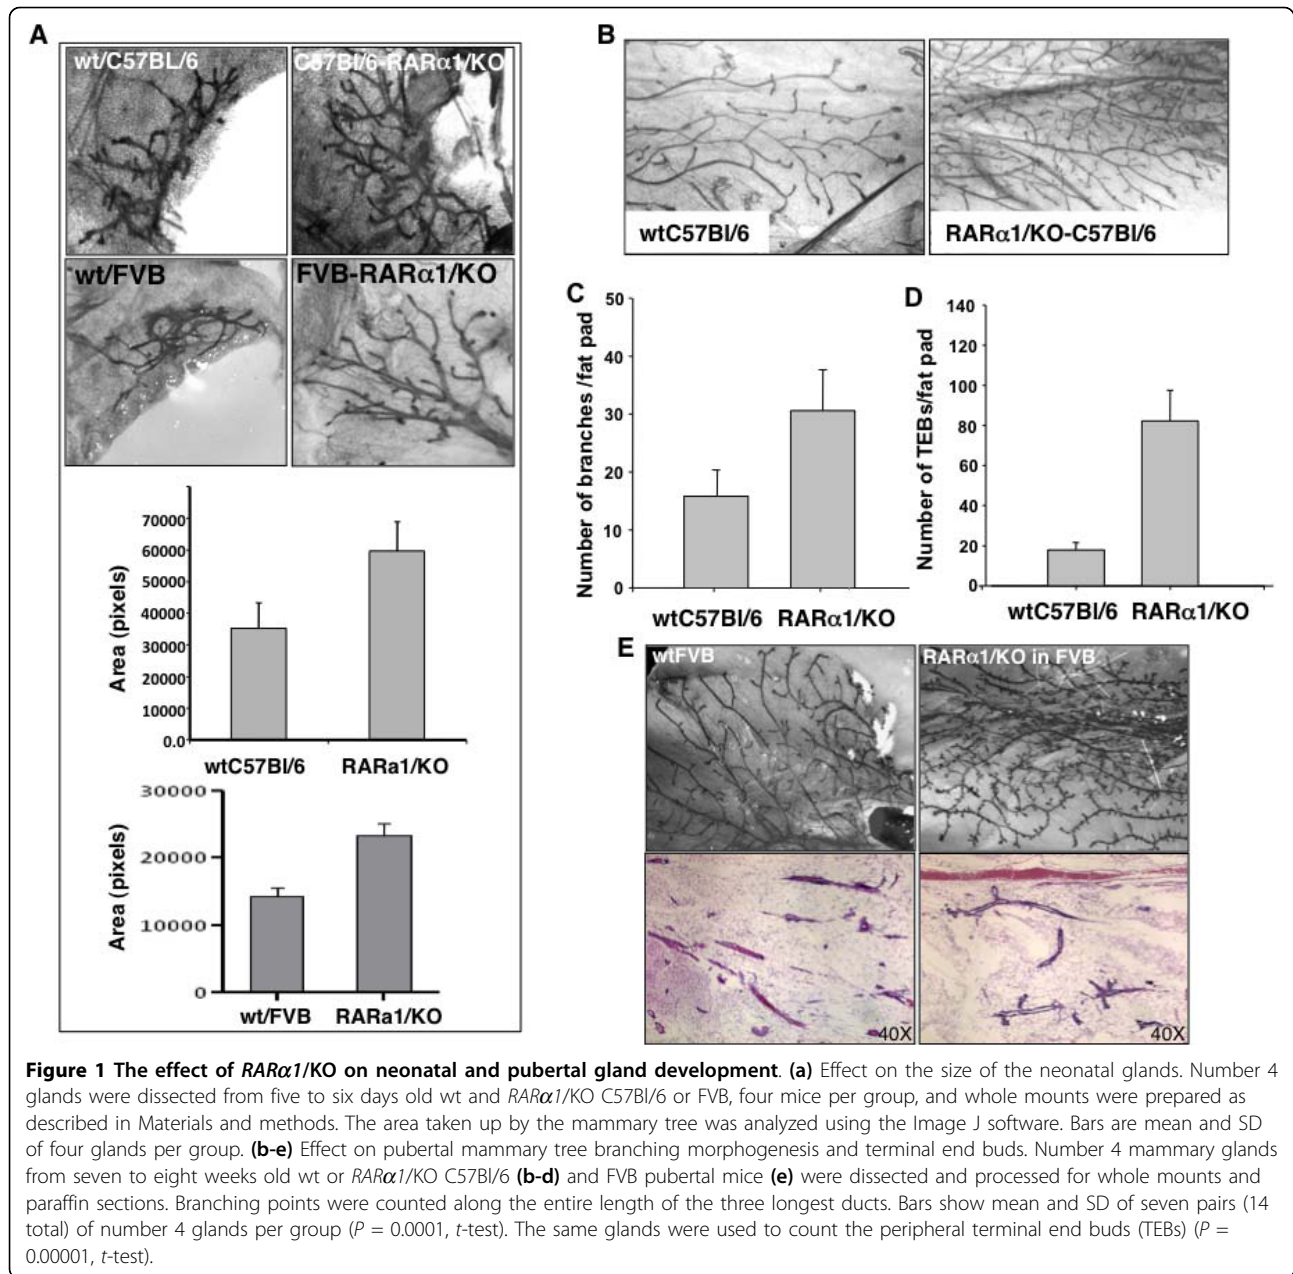 A
wt/C57BL/6
C57Bl/6-RARα1/KO
wt/FVB
FVB-RARα1/KO
Area (pixels)
70000
60000
50000
40000
30000
20000
10000
0.0
wtC57Bl/6
RARa1/KO
Area (pixels)
30000
20000
10000
0
wt/FVB
RARa1/KO
B
wtC57Bl/6
RARα1/KO-C57Bl/6
C
Number of branches /fat pad
50
40
30
20
10
0
wtC57Bl/6
RARα1/KO
D
Number of TEBs/fat pad
140
120
100
80
60
40
20
0
wtC57Bl/6
RARα1/KO
E
wtFVB
RARα1/KO in FVB
40X
40X
Figure 1 The effect of RARα1/KO on neonatal and pubertal gland development. (a) Effect on the size of the neonatal glands. Number 4
glands were dissected from five to six days old wt and RARα1/KO C57Bl/6 or FVB, four mice per group, and whole mounts were prepared as
described in Materials and methods. The area taken up by the mammary tree was analyzed using the Image J software. Bars are mean and SD
of four glands per group. (b-e) Effect on pubertal mammary tree branching morphogenesis and terminal end buds. Number 4 mammary glands
from seven to eight weeks old wt or RARα1/KO C57Bl/6 (b-d) and FVB pubertal mice (e) were dissected and processed for whole mounts and
paraffin sections. Branching points were counted along the entire length of the three longest ducts. Bars show mean and SD of seven pairs (14
total) of number 4 glands per group (P = 0.0001, t-test). The same glands were used to count the peripheral terminal end buds (TEBs) (P =
0.00001, t-test).